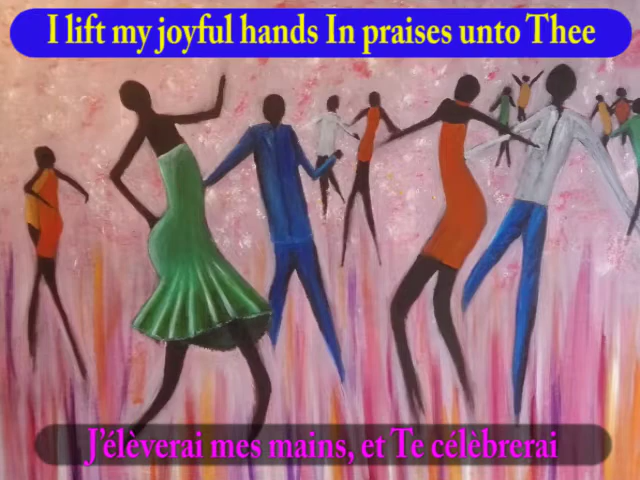 I lift my joyful hands In praises unto Thee
J'élèverai mes mains, et Te célèbrerai